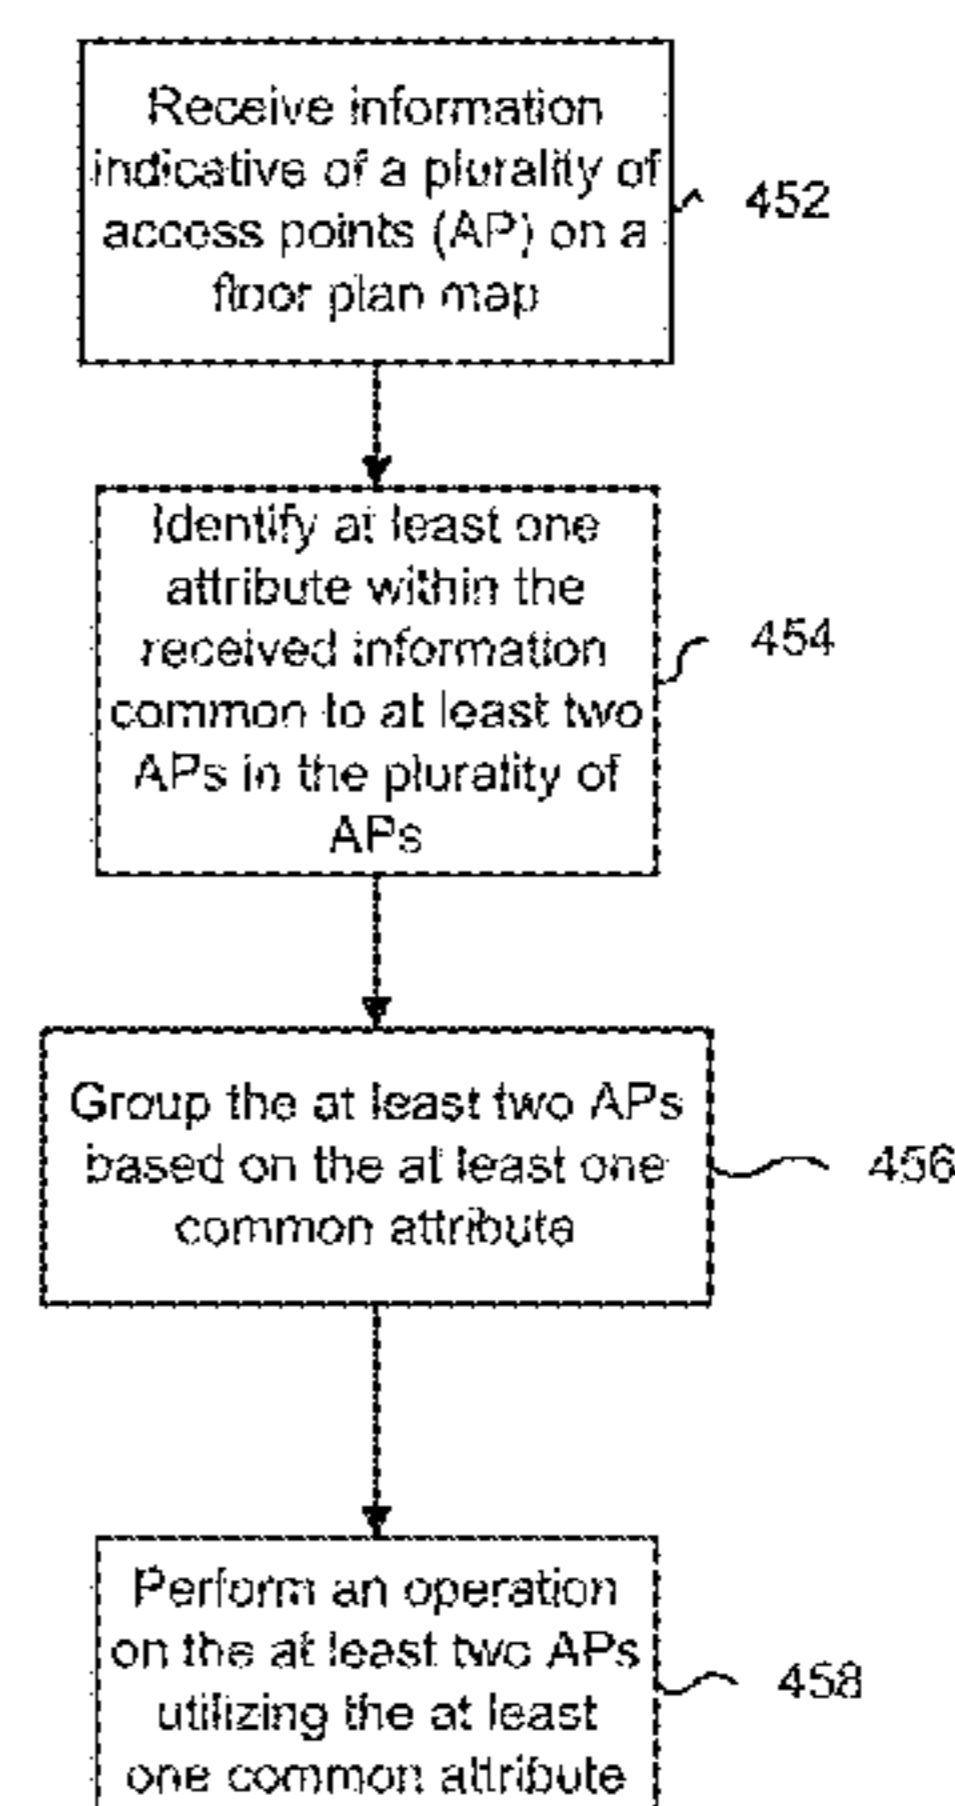 Receive information
indicative of a plurality of
access points (AP) on a
floor plan map
452
Identify at least one
attribute within the
received information
common to at least two
APs in the plurality of
APs
454
Group the at least two APs
based on the at least one
common attribute
456
Perform an operation
on the at least two APs
utilizing the at least
one common attribute
458